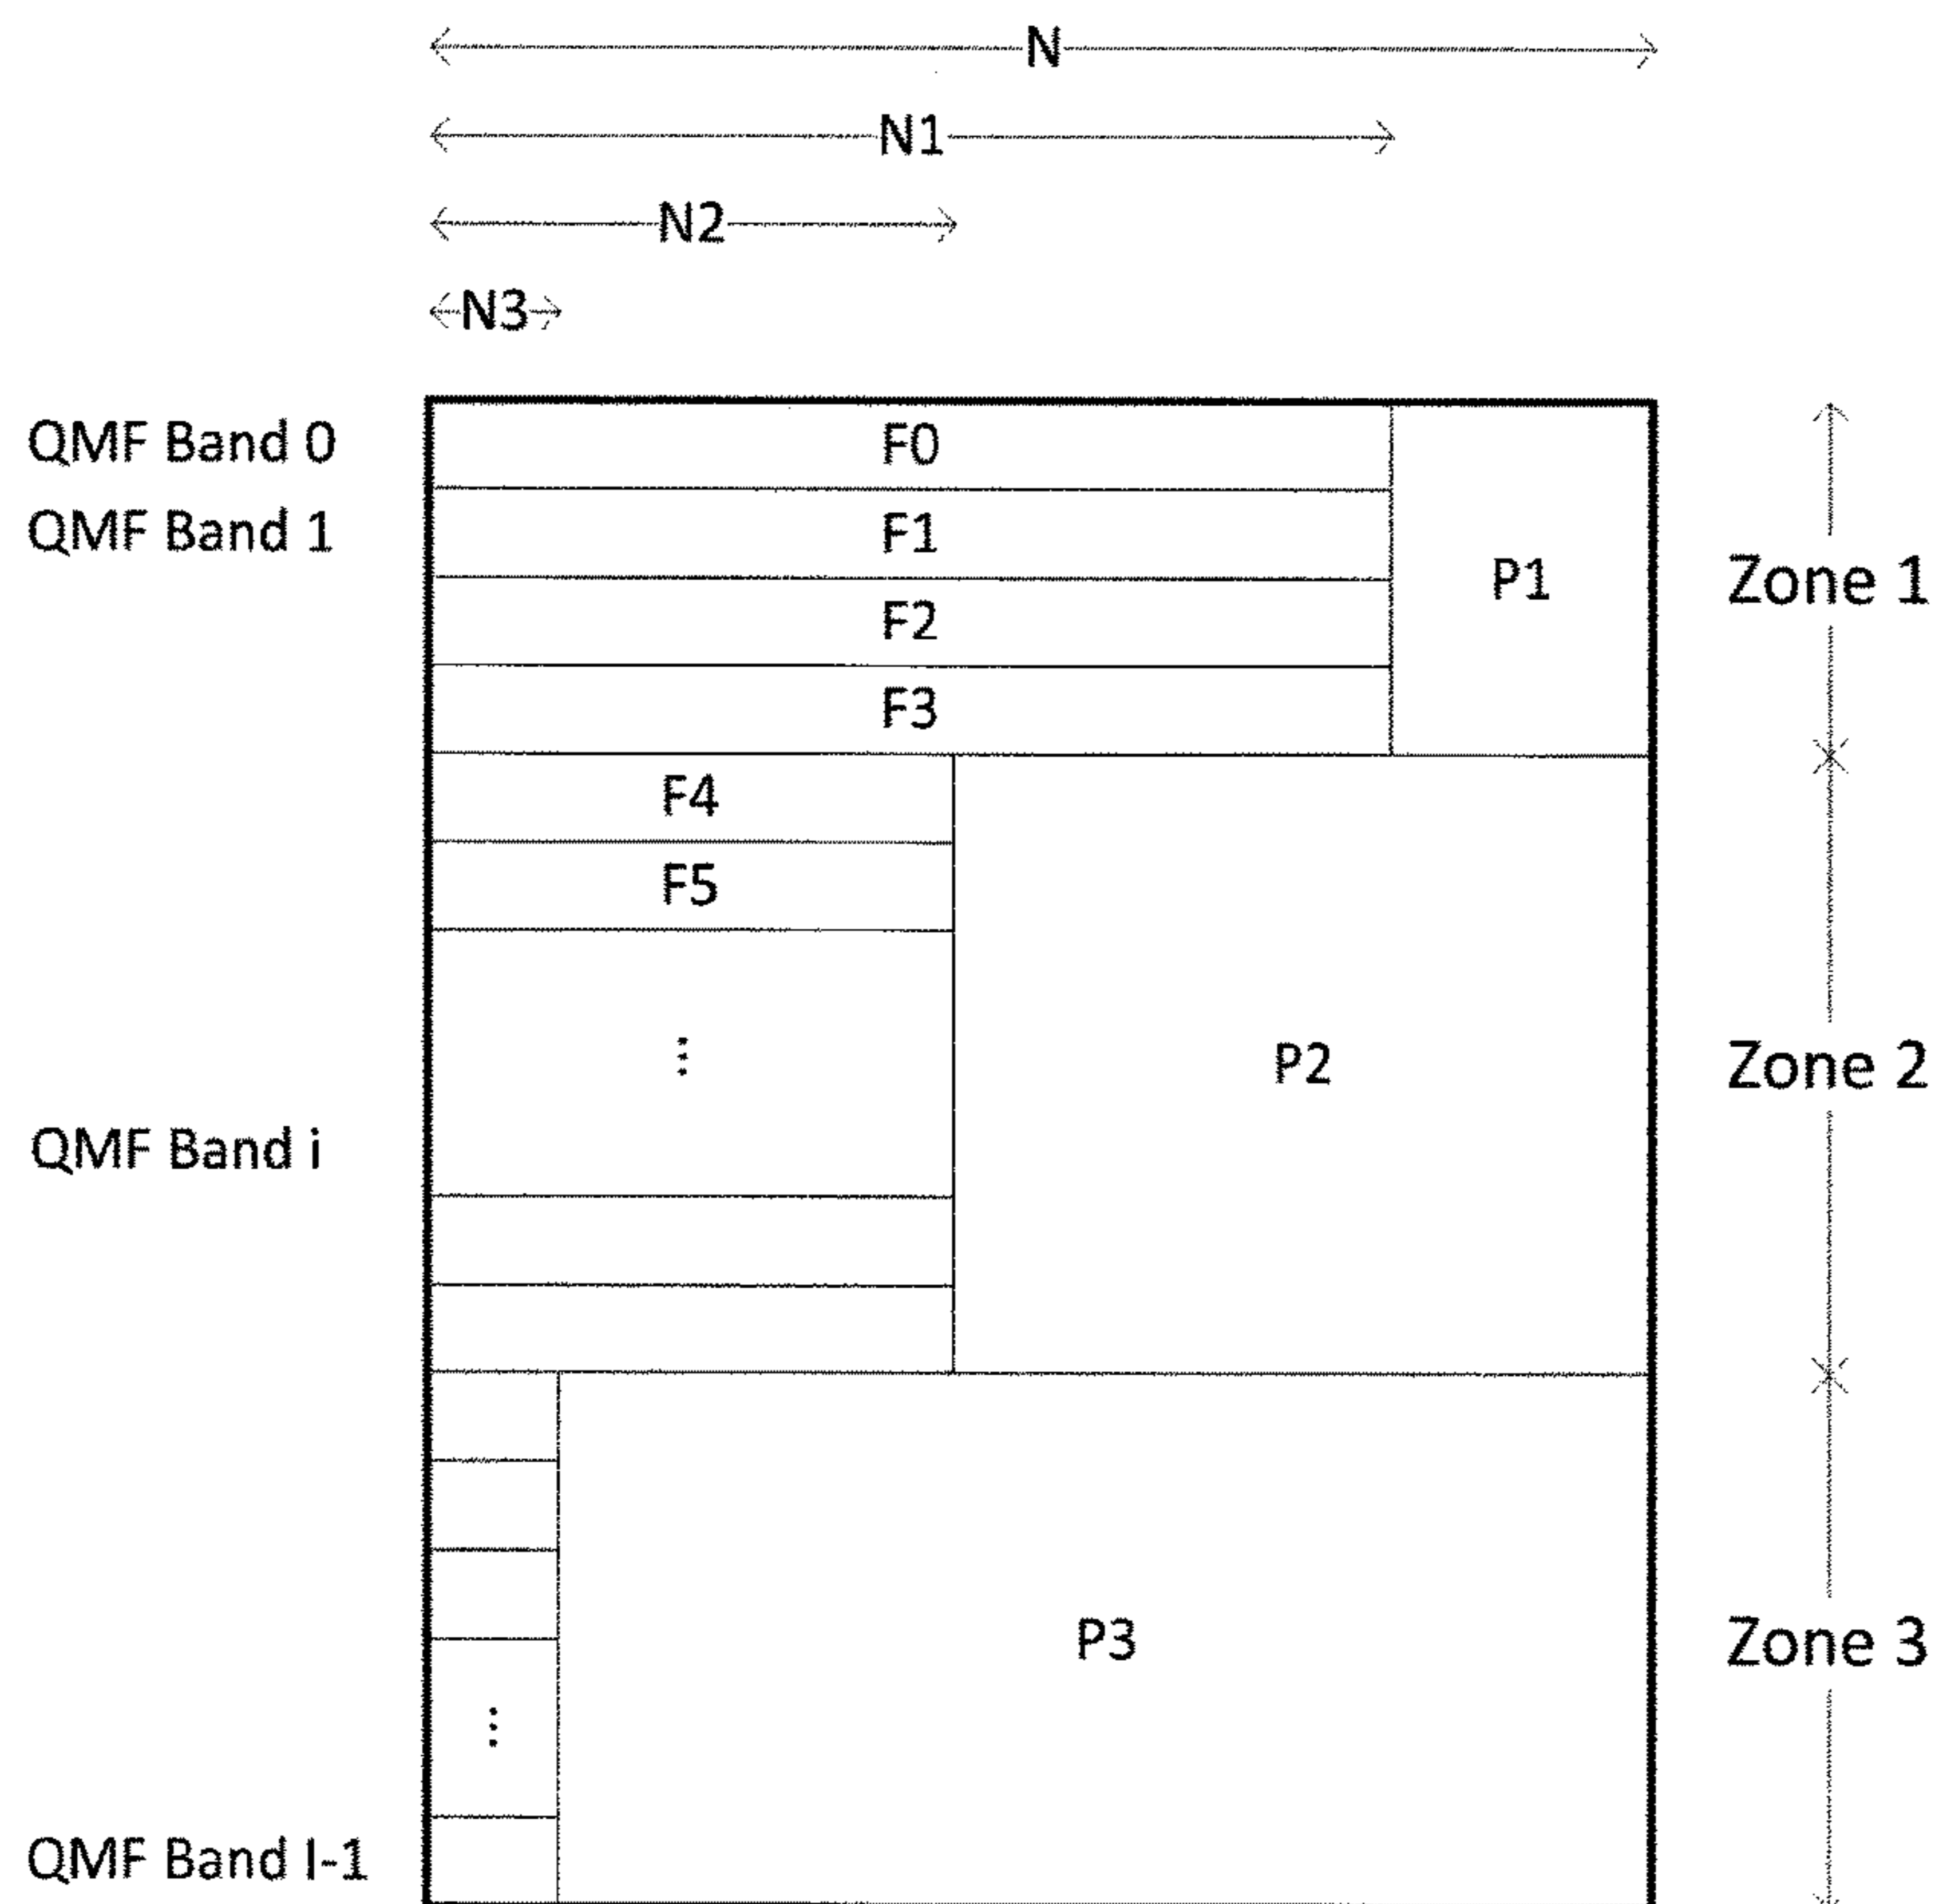 N
N1
N2
N3
QMF Band 0
F0
QMF Band 1
F1
P1
Zone 1
F2
F3
F4
F5
⋮
P2
Zone 2
QMF Band i
P3
Zone 3
⋮
QMF Band I-1